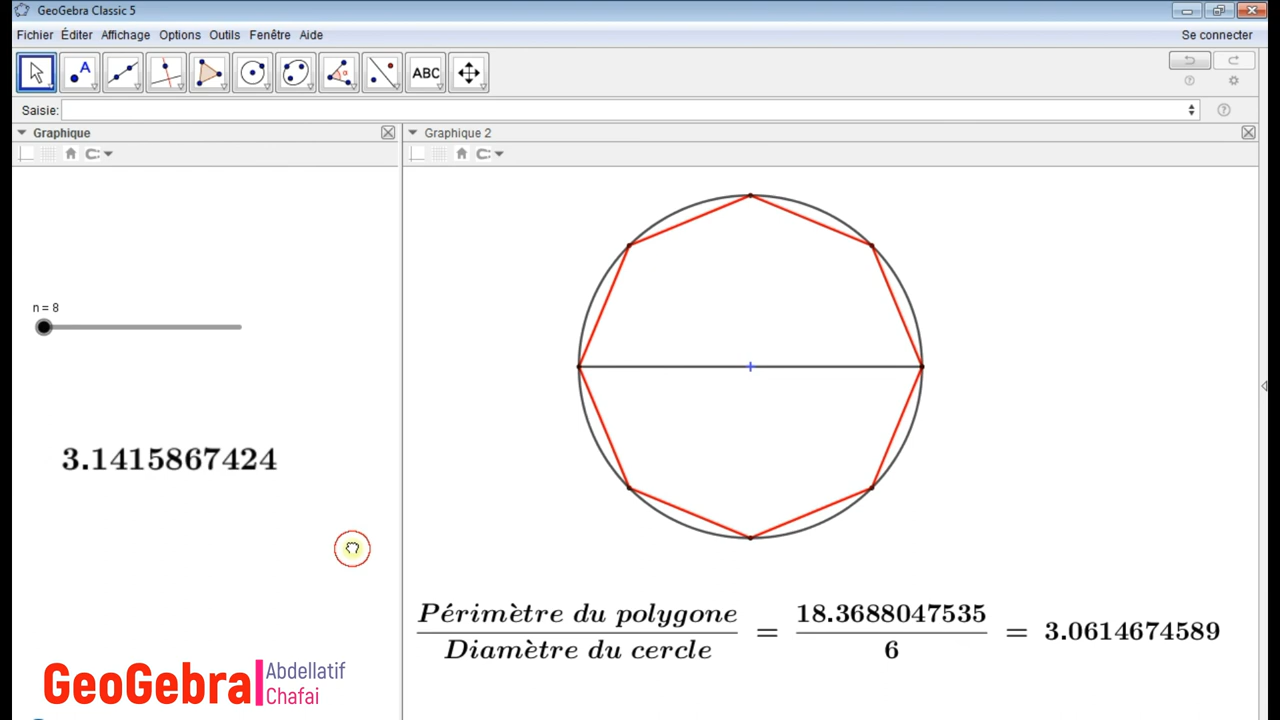 GeoGebra Classic 5
Fichier Éditer Affichage Options Outils Fenêtre Aide Se connecter
A α ABC
Saisie:
Graphique
Graphique 2
n = 8
3.1415867424
Périmètre du polygone
Diamètre du cercle
=
18.3688047535
6
= 3.0614674589
GeoGebra
Abdellatif
Chafai